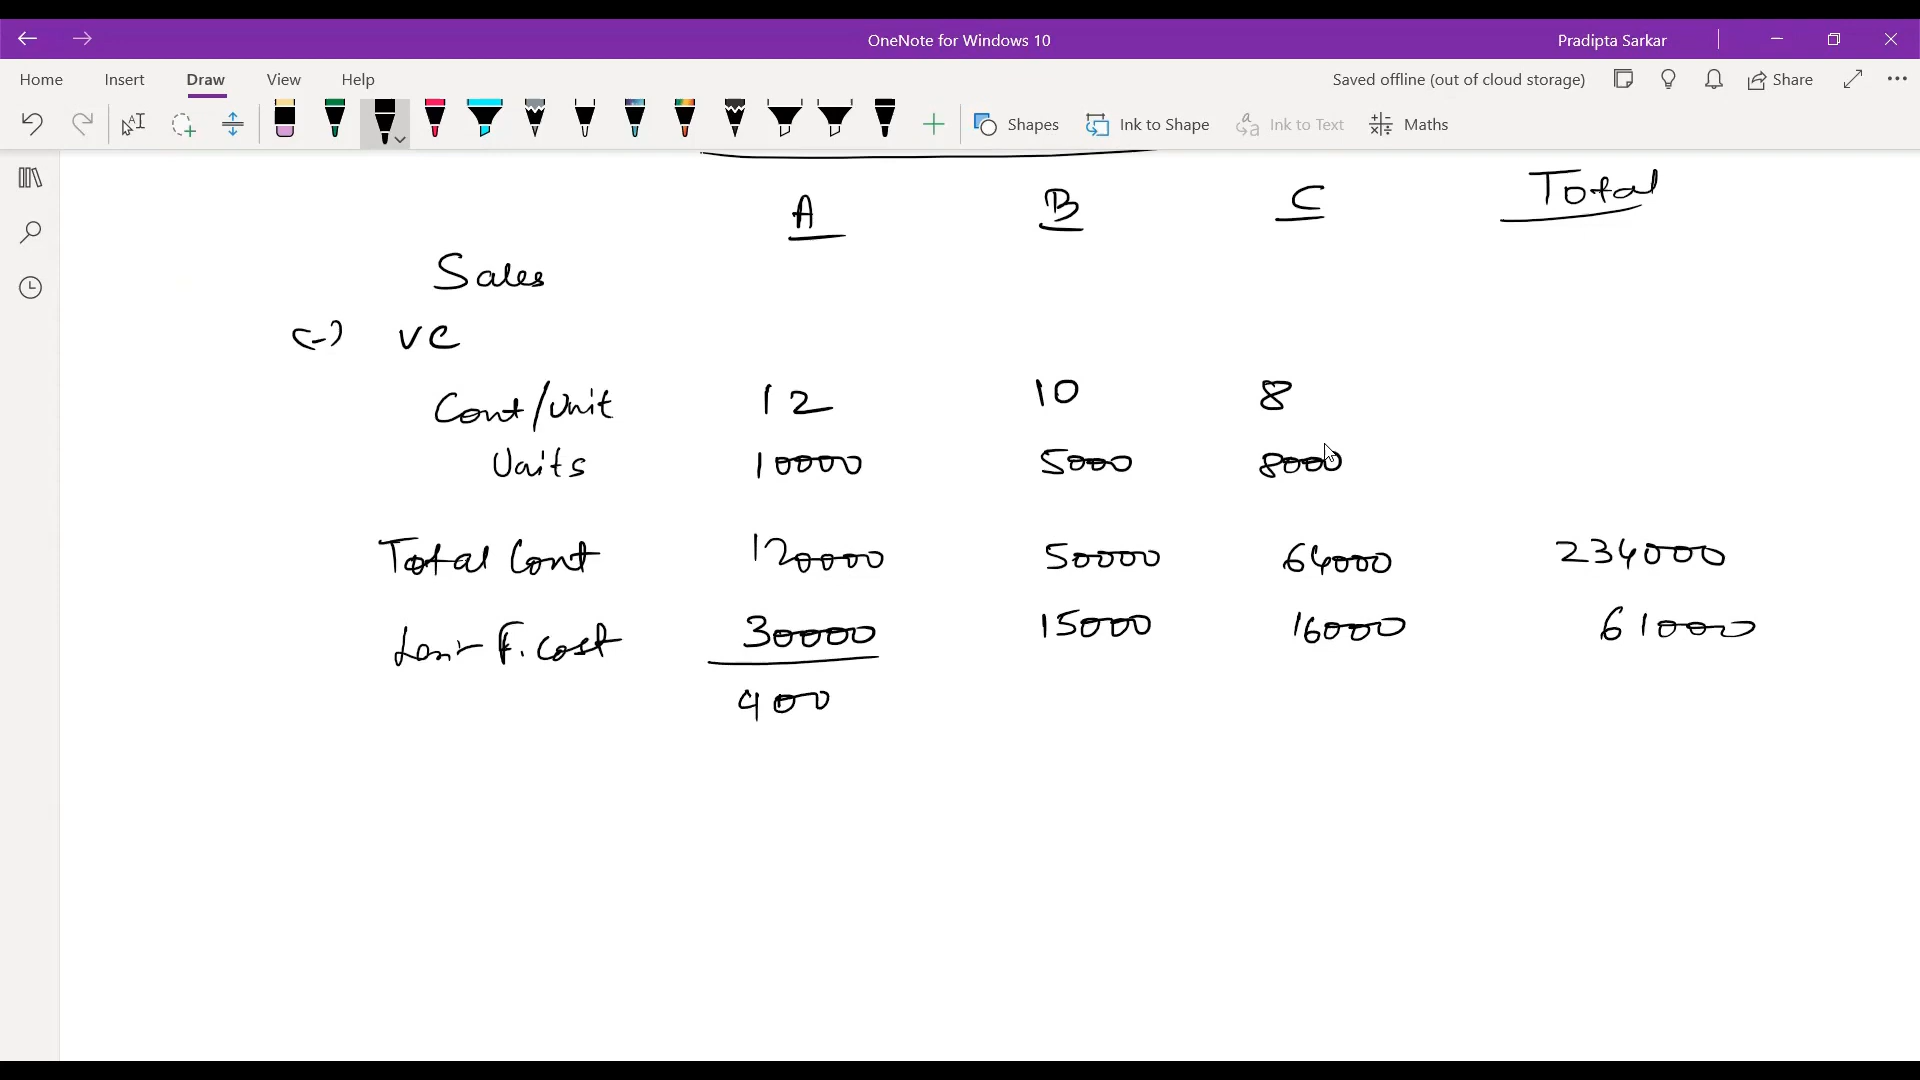 OneNote for Windows 10 Pradipta Sarkar
Home Insert Draw View Help Saved offline (out of cloud storage) Share
Shapes Ink to Shape Ink to Text Maths
A B C Total
Sales
(-) VC
Cont/Unit 12 10 8
Units 10000 5000 8000
Total Cont 120000 50000 64000 234000
F. cost 30000 15000 16000 61000
900